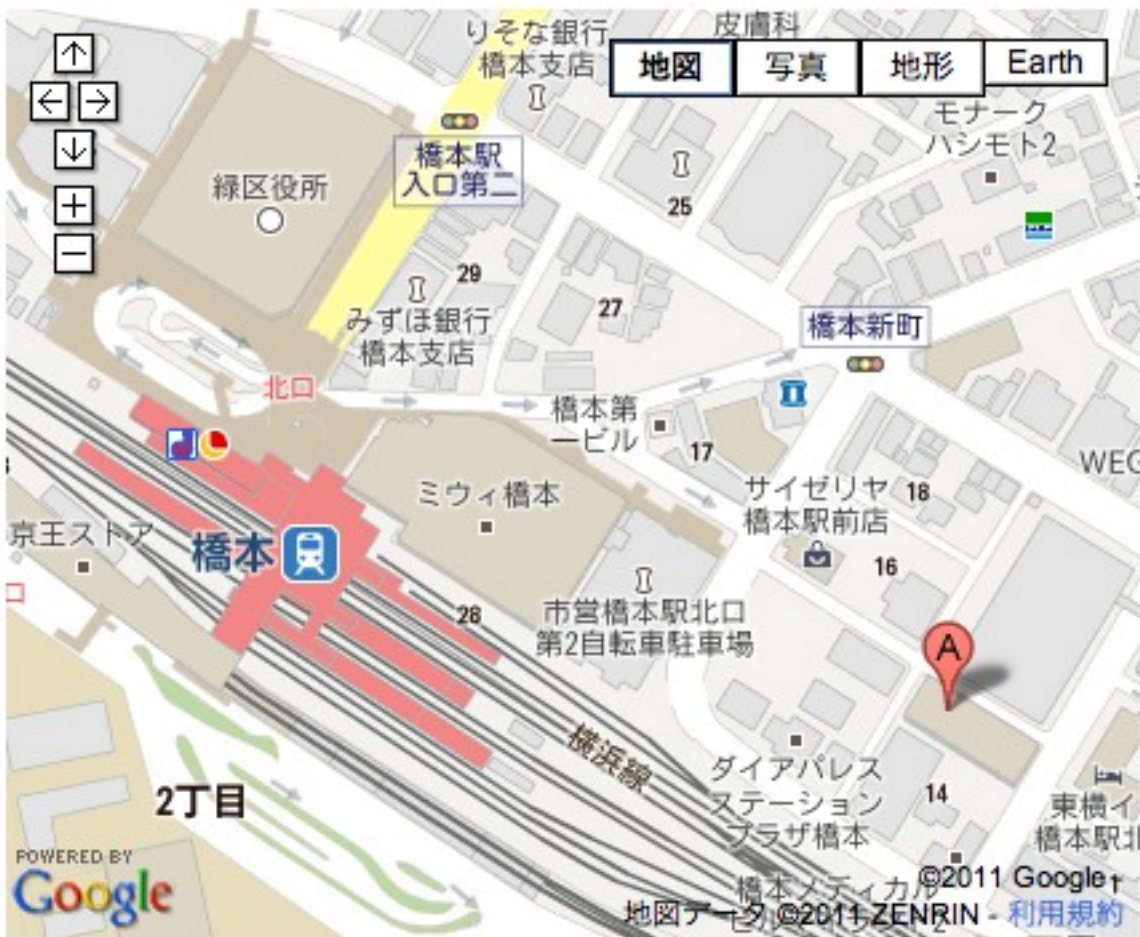 りそな銀行
橋本支店
皮膚科
地図
写真
地形
Earth
モナーク
ハシモト2
橋本駅
入口第二
緑区役所
25
29
27
みずほ銀行
橋本支店
橋本新町
北口
橋本第
一ビル
17
WEG
サイゼリヤ
橋本駅前店
18
ミウィ橋本
京王ストア
橋本
16
28
市営橋本駅北口
第2自転車駐車場
口
A
横浜線
ダイアパレス
ステーション
プラザ橋本
14
東横イ
橋本駅北
2丁目
POWERED BY
Google
橋本メディカル
©2011 Google
地図データ ©2011 ZENRIN - 利用規約